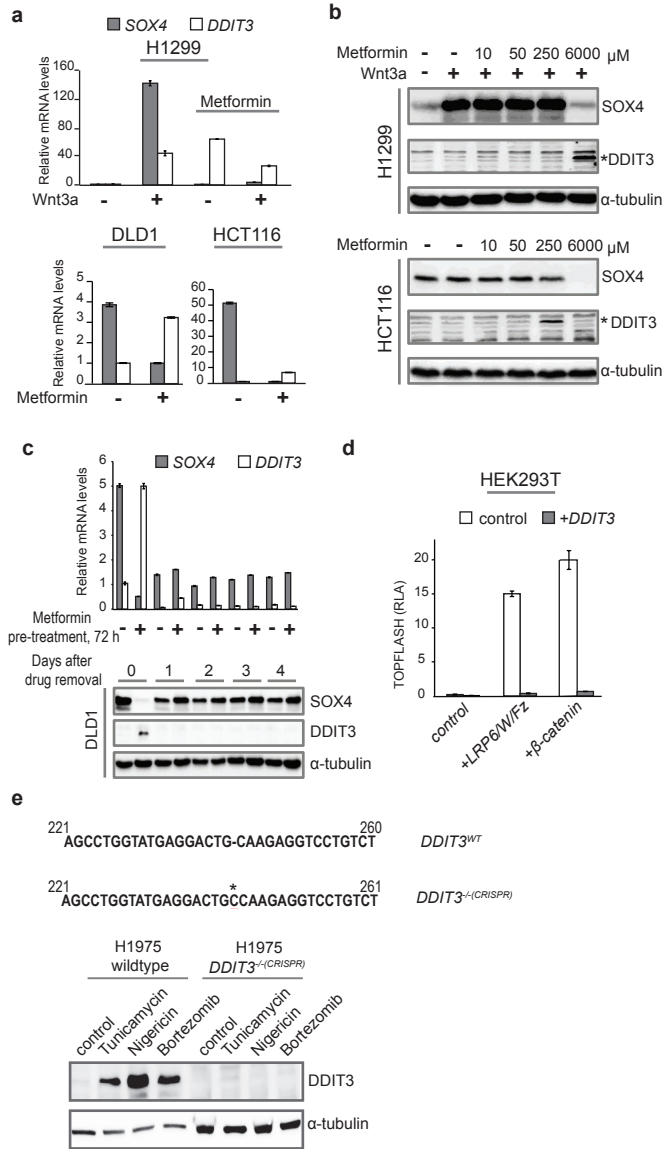 a
SOX4 DDIT3
H1299
Relative mRNA levels
160
120
80
40
0
Metformin
Wnt3a - + - +
DLD1 HCT116
Relative mRNA levels
5
4
3
2
1
0
60
50
40
30
20
10
0
Metformin - + - +
b
Metformin - - 10 50 250 6000 μM
Wnt3a - + + + + +
H1299
SOX4
*DDIT3
α-tubulin
Metformin - - 10 50 250 6000 μM
HCT116
SOX4
* DDIT3
α-tubulin
c
SOX4 DDIT3
Relative mRNA levels
6
5
4
3
2
1
0
Metformin
pre-treatment, 72 h
- + - + - + - + - +
Days after
drug removal
0 1 2 3 4
DLD1
SOX4
DDIT3
α-tubulin
d
HEK293T
control +DDIT3
TOPFLASH (RLA)
20
15
10
5
0
control
+LRP6/W/Fz
+β-catenin
e
221 260
AGCCTGGTATGAGGACTG-CAAGAGGTCCTGTCT DDIT3WT
*
221 261
AGCCTGGTATGAGGACTGCCAAGAGGTCCTGTCT DDIT3-/-(CRISPR)
H1975
wildtype
H1975
DDIT3-/-(CRISPR)
control
Tunicamycin
Nigericin
Bortezomib
control
Tunicamycin
Nigericin
Bortezomib
DDIT3
α-tubulin